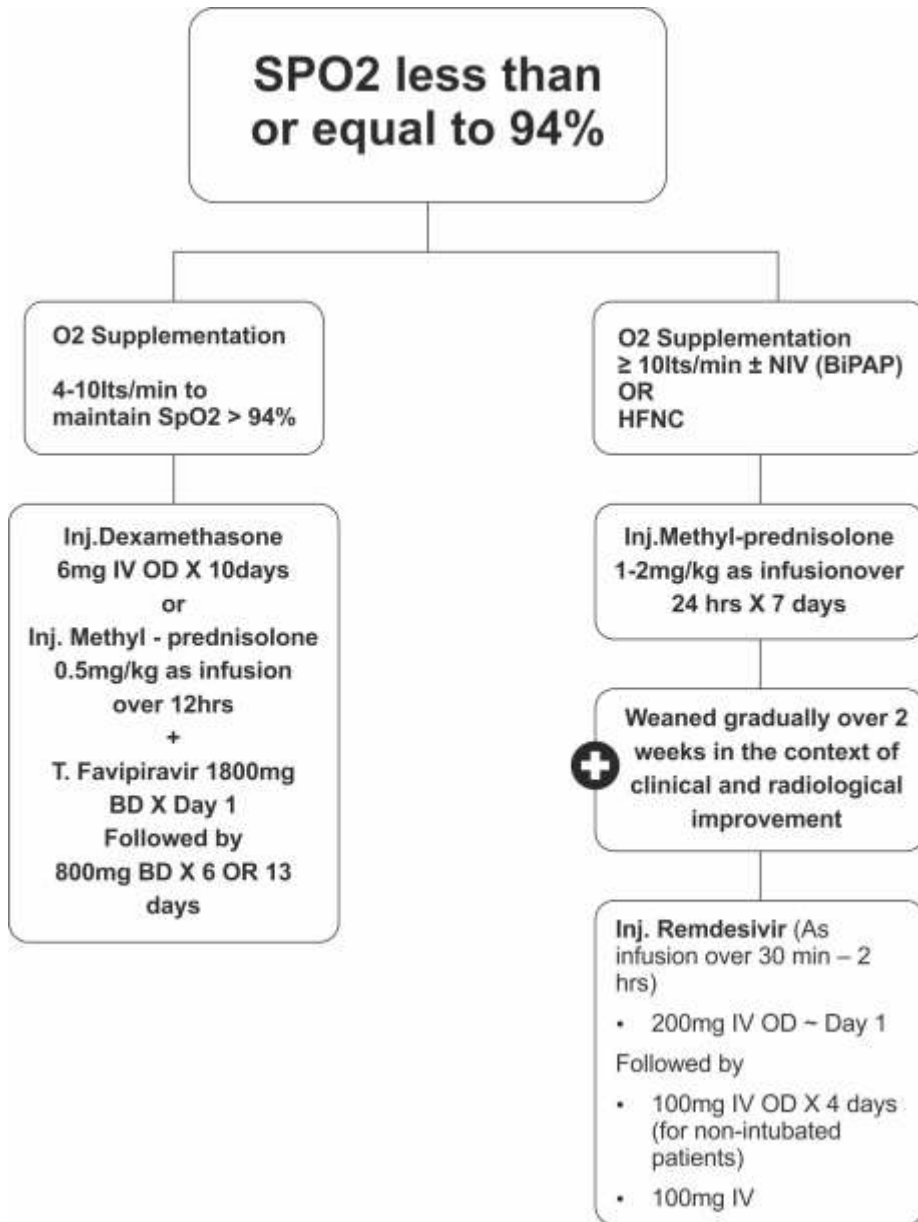 SPO2 less than
or equal to 94%
O2 Supplementation
4-10lts/min to
maintain SpO2 > 94%
Inj.Dexamethasone
6mg IV OD X 10days
or
Inj. Methyl - prednisolone
0.5mg/kg as infusion
over 12hrs
+
T. Favipiravir 1800mg
BD X Day 1
Followed by
800mg BD X 6 OR 13
days
O2 Supplementation
≥ 10lts/min ± NIV (BiPAP)
OR
HFNC
Inj.Methyl-prednisolone
1-2mg/kg as infusionover
24 hrs X 7 days
Weaned gradually over 2
weeks in the context of
clinical and radiological
improvement
Inj. Remdesivir (As
infusion over 30 min – 2
hrs)
• 200mg IV OD ~ Day 1
Followed by
• 100mg IV OD X 4 days
(for non-intubated
patients)
• 100mg IV